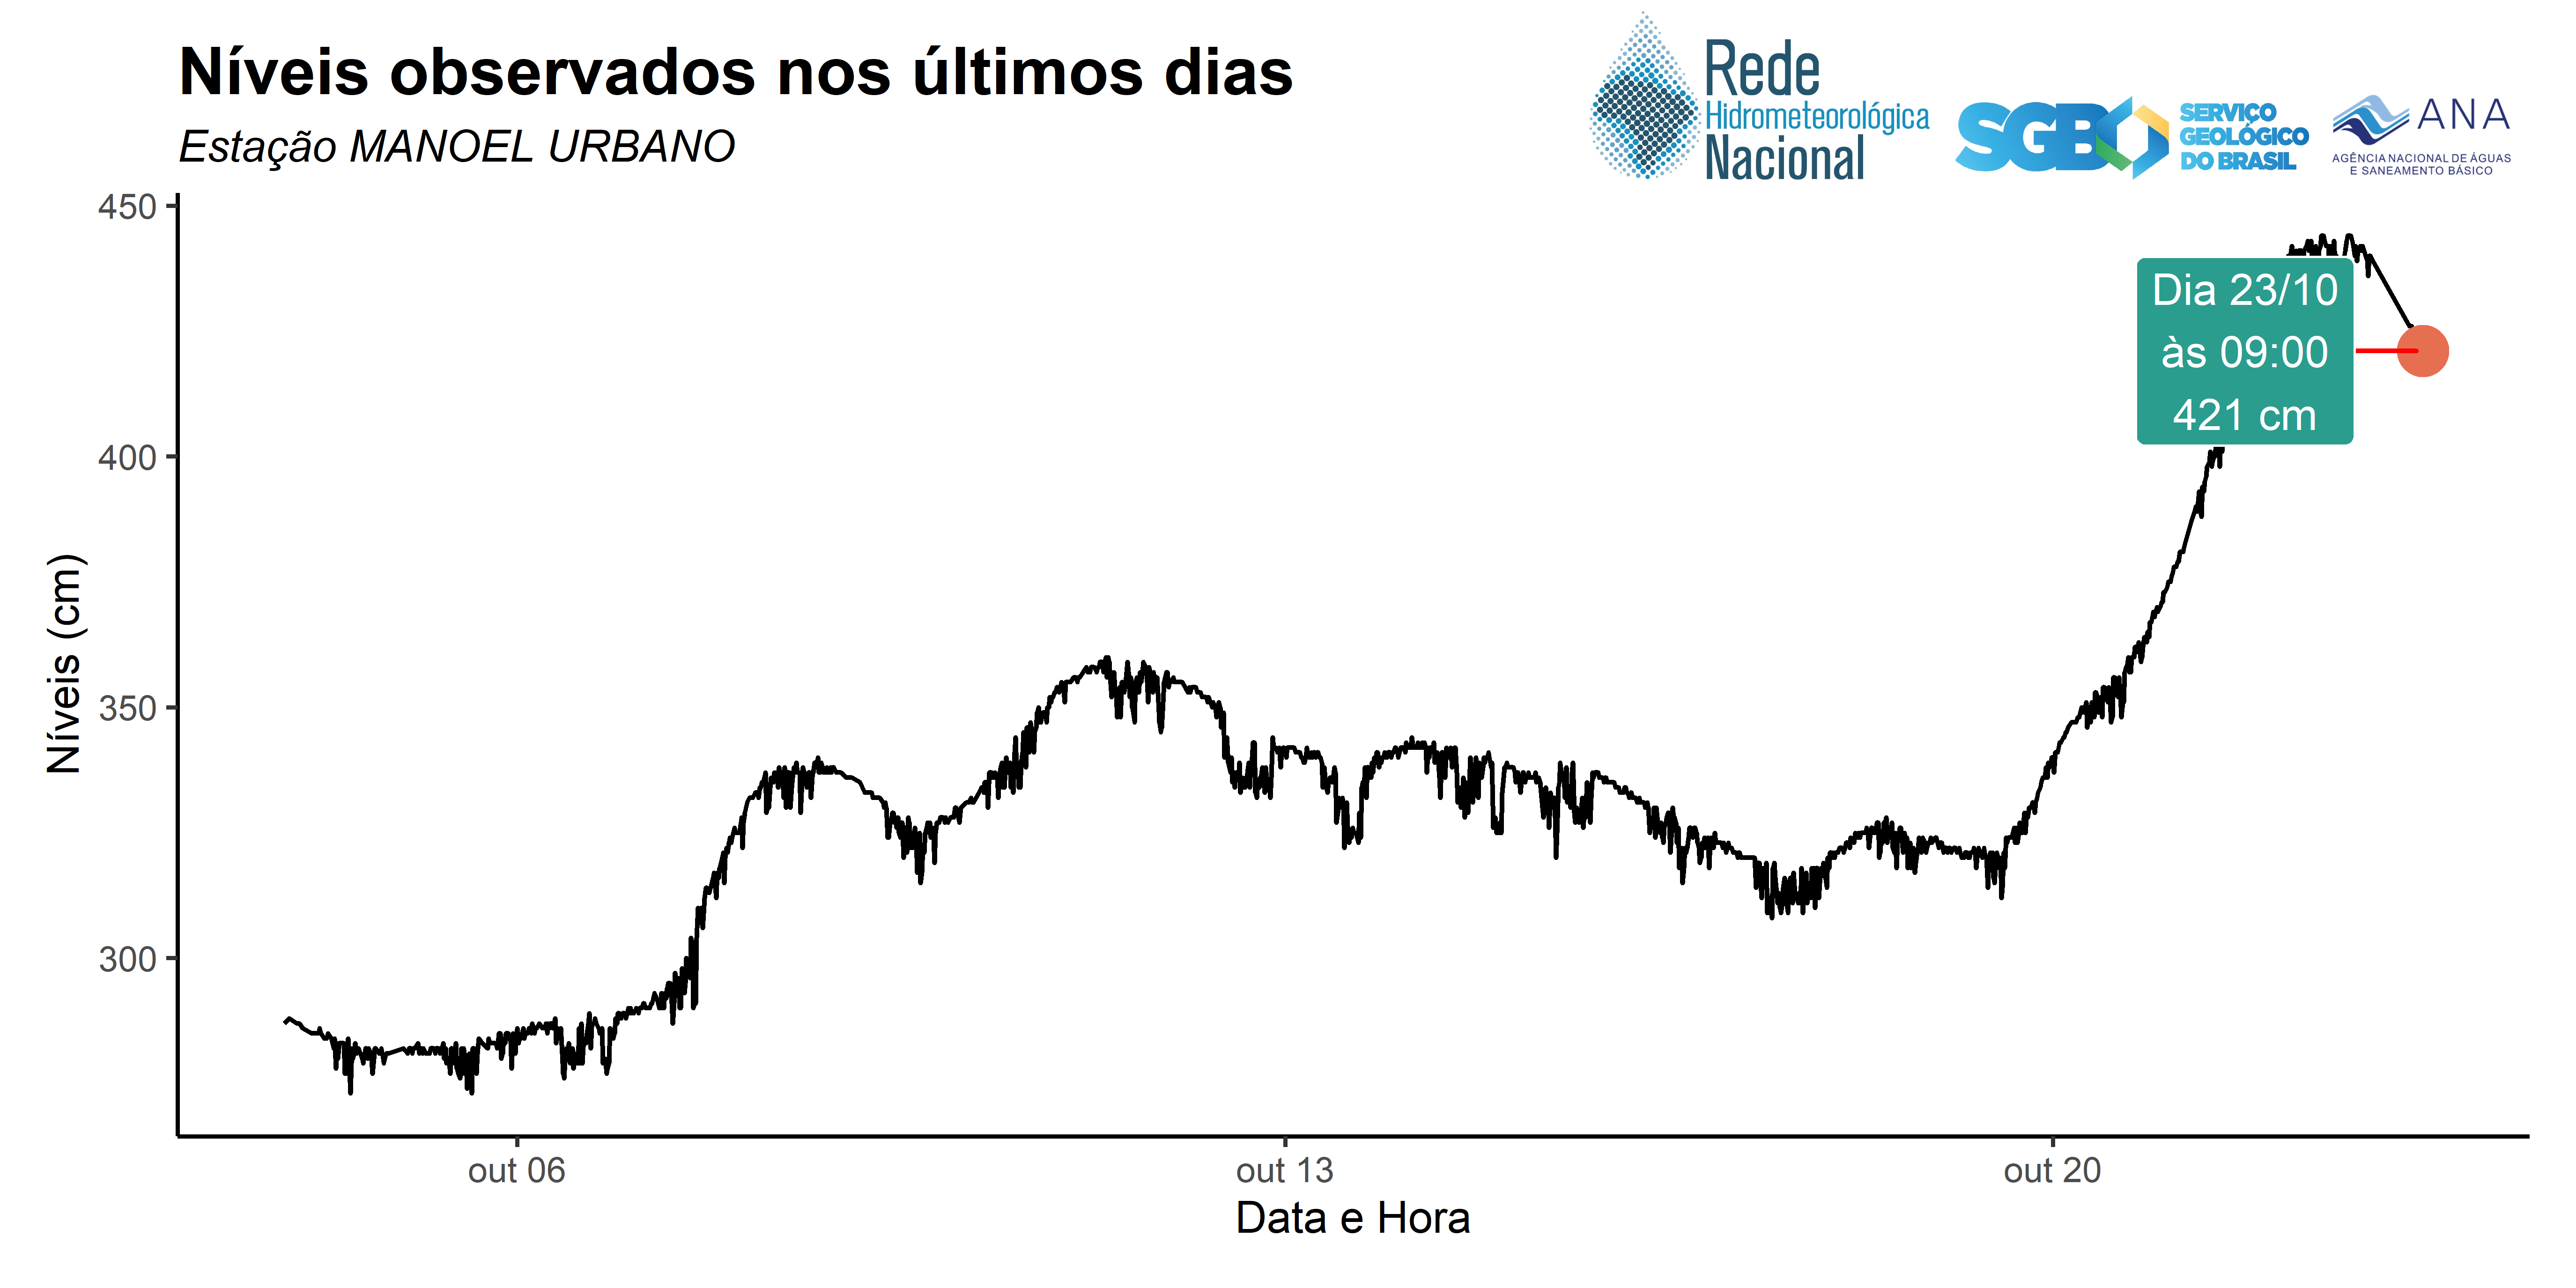 Níveis observados nos últimos dias
Estação MANOEL URBANO
Rede
Hidrometeorológica
Nacional
SGB
SERVIÇO
GEOLÓGICO
DO BRASIL
ANA
AGÊNCIA NACIONAL DE ÁGUAS
E SANEAMENTO BÁSICO
450
400
350
300
Níveis (cm)
Dia 23/10
às 09:00
421 cm
out 06
out 13
out 20
Data e Hora